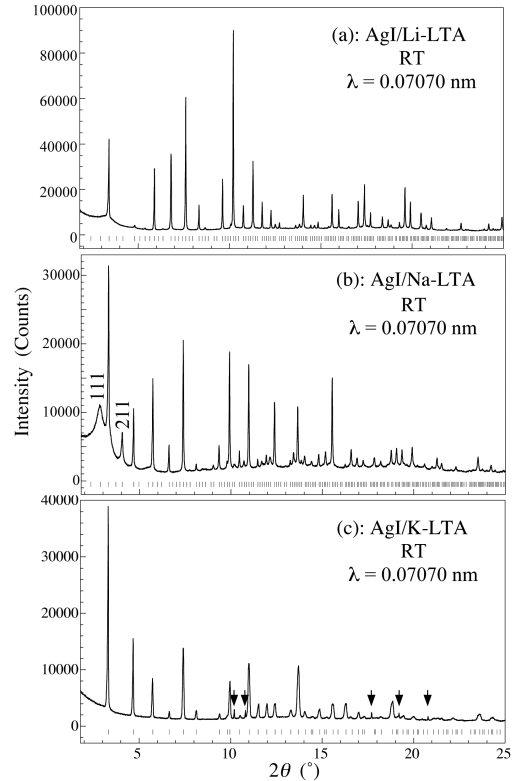 100000
80000
60000
40000
20000
0
(a): AgI/Li-LTA
RT
λ = 0.07070 nm
30000
20000
10000
0
111
211
(b): AgI/Na-LTA
RT
λ = 0.07070 nm
Intensity (Counts)
40000
30000
20000
10000
0
(c): AgI/K-LTA
RT
λ = 0.07070 nm
5 10 15 20 25
2θ (°)